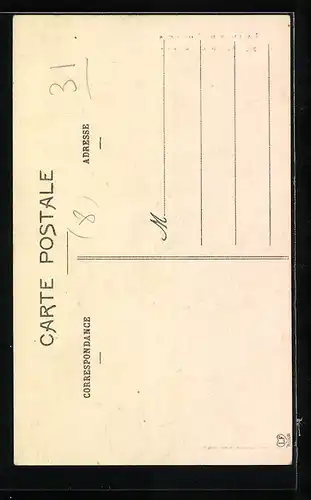 CARTE POSTALE
CORRESPONDANCE
ADRESSE
M
31
(8)